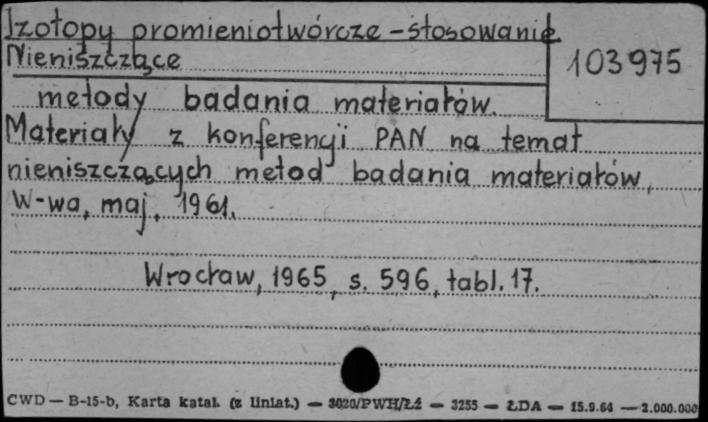 Izotopy promieniotwórcze - stosowanie
Nieniszczące
103975
metody badania materiałów.
Materiały z konferencji PAN na temat
nieniszczących metod badania materiałów,
W-wa, maj, 1961.
Wrocław, 1965, s. 596, tabl. 17.
CWD — B-15-b, Karta katal. (z liniat.) — 3020/PWH/ŁŻ — 3255 — ŁDA — 15.9.64 — 2.000.000